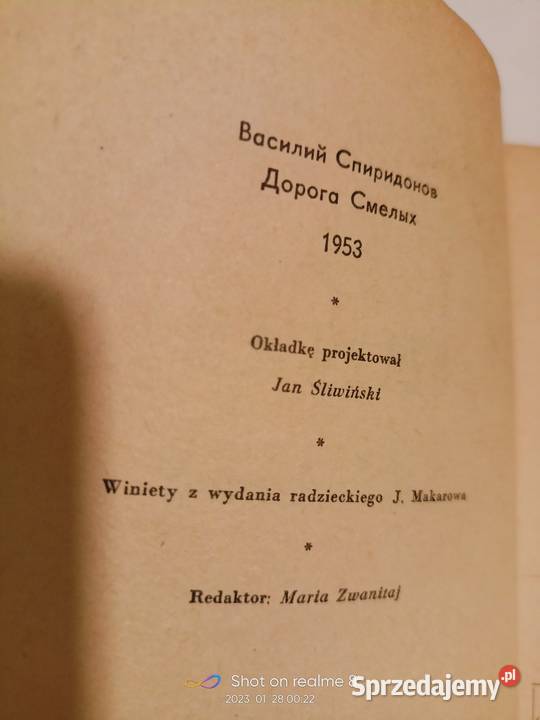 Василий Спиридонов
Дорога Смелых
1953
*
Okładkę projektował
Jan Śliwiński
*
Winiety z wydania radzieckiego J. Makarowa
*
Redaktor: Maria Zwanitaj
Shot on realme 8
2023 01 28 00:22
Sprzedajemy.pl